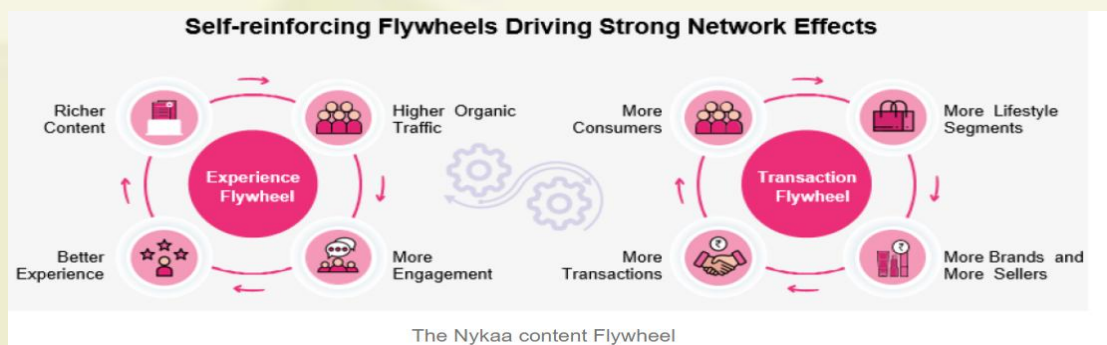 Self-reinforcing Flywheels Driving Strong Network Effects
Richer
Content
Higher Organic
Traffic
Experience
Flywheel
Better
Experience
More
Engagement
More
Consumers
More Lifestyle
Segments
Transaction
Flywheel
More
Transactions
More Brands and
More Sellers
₹
₹
The Nykaa content Flywheel